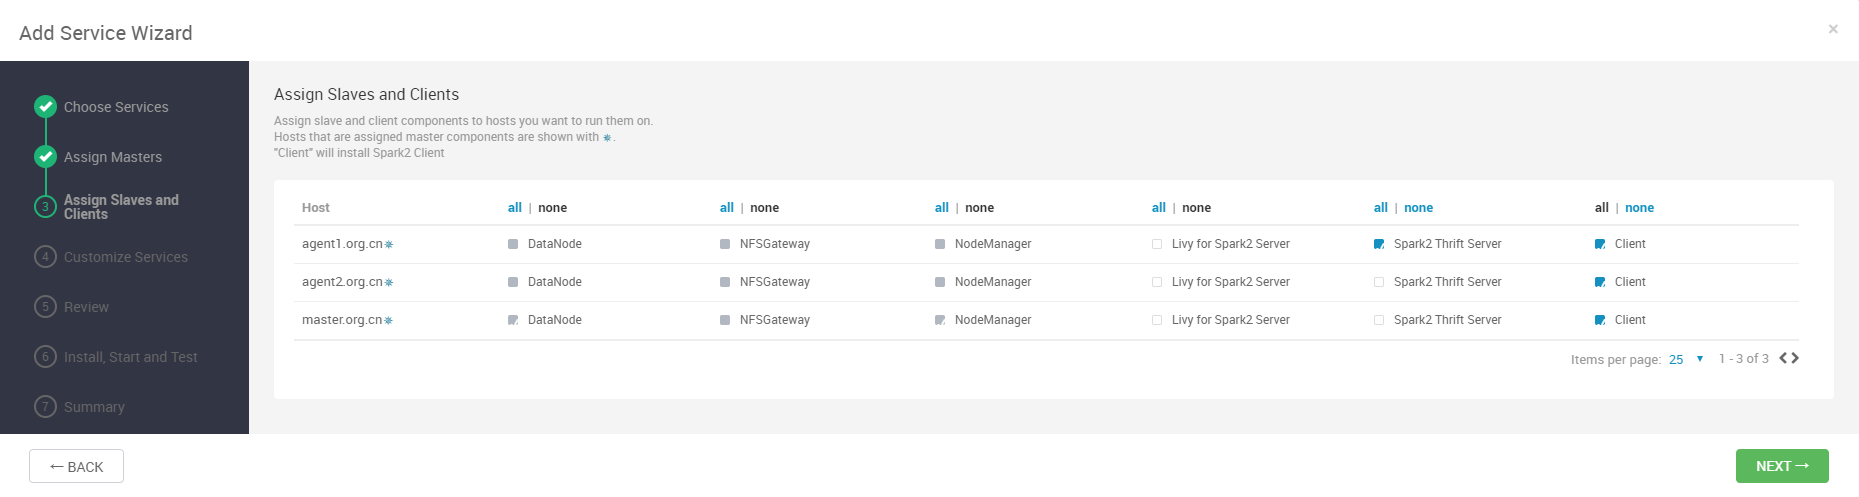 Add Service Wizard
×
Choose Services
Assign Masters
3 Assign Slaves and
Clients
4 Customize Services
5 Review
6 Install, Start and Test
7 Summary
Assign Slaves and Clients
Assign slave and client components to hosts you want to run them on.
Hosts that are assigned master components are shown with ✵.
"Client" will install Spark2 Client
Host all | none all | none all | none all | none all | none all | none
agent1.org.cn✵ DataNode NFSGateway NodeManager Livy for Spark2 Server Spark2 Thrift Server Client
agent2.org.cn✵ DataNode NFSGateway NodeManager Livy for Spark2 Server Spark2 Thrift Server Client
master.org.cn✵ DataNode NFSGateway NodeManager Livy for Spark2 Server Spark2 Thrift Server Client
Items per page: 25 ▼ 1 - 3 of 3
← BACK
NEXT →